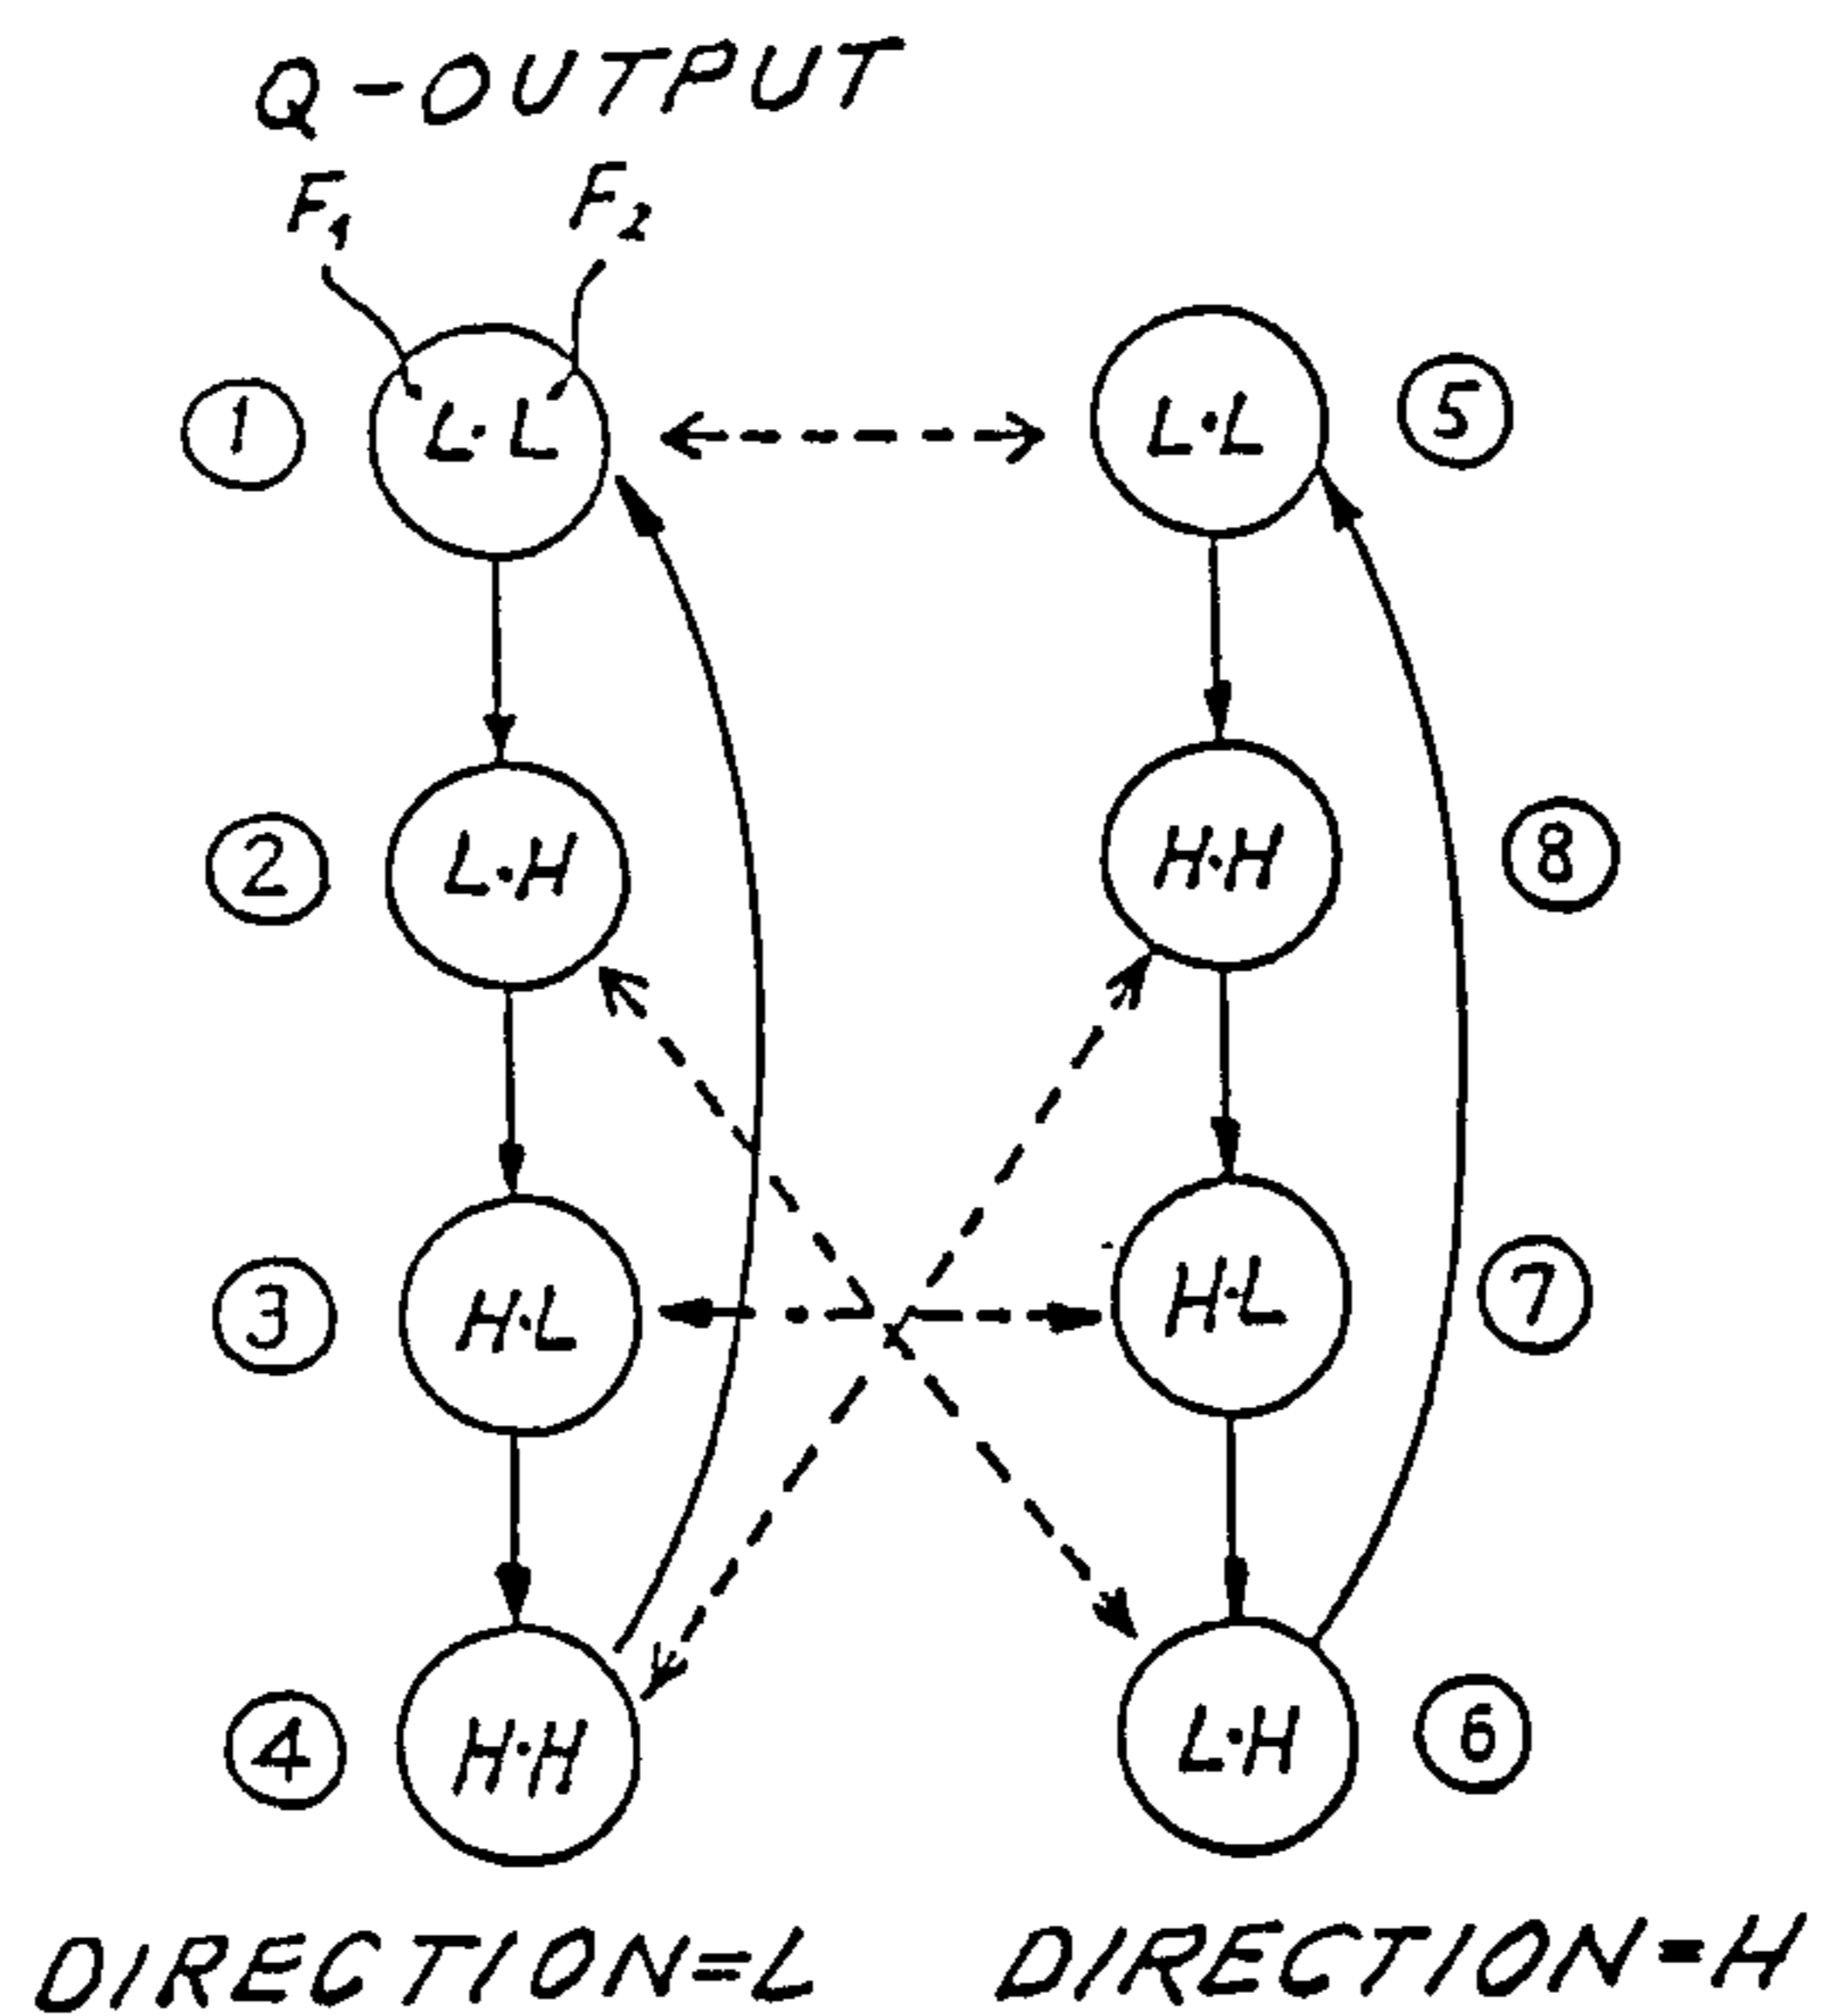 Q-OUTPUT
F1 F2
1 L·L L·L 5
2 L·H H·H 8
3 H·L H·L 7
4 H·H L·H 6
DIRECTION=L DIRECTION=H